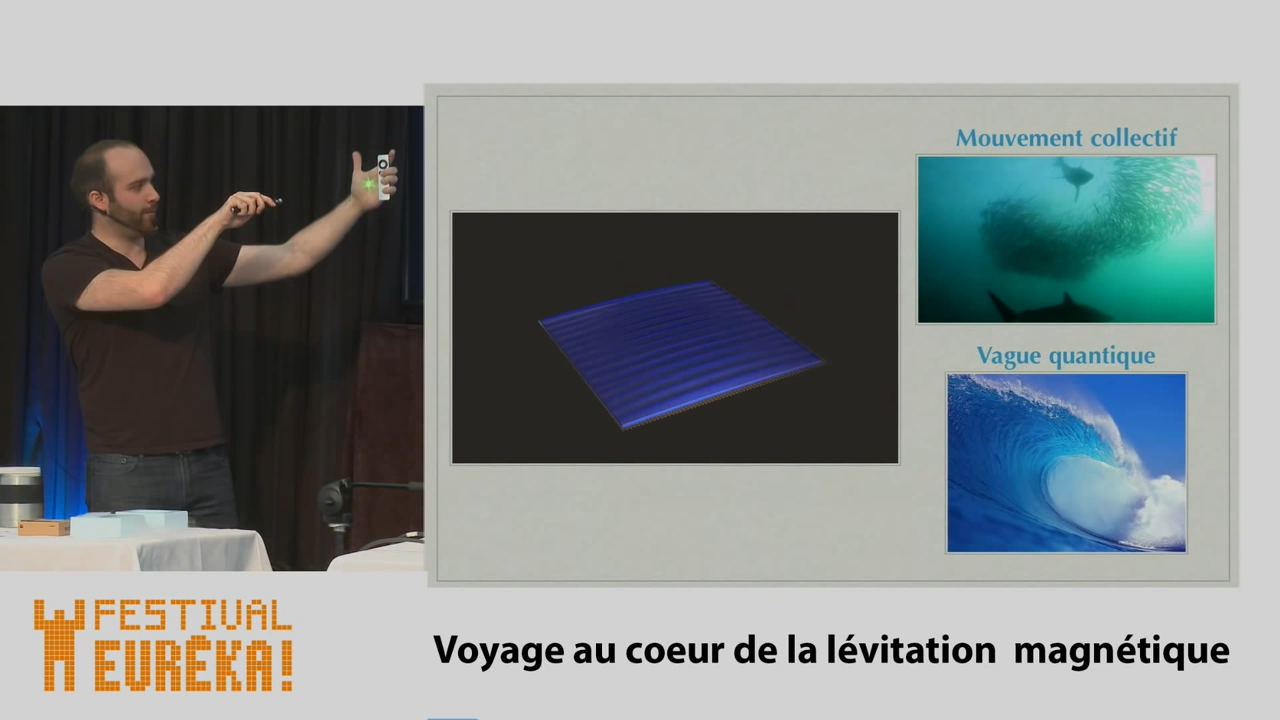 Mouvement collectif
Vague quantique
FESTIVAL
EURÊKA!
Voyage au coeur de la lévitation magnétique